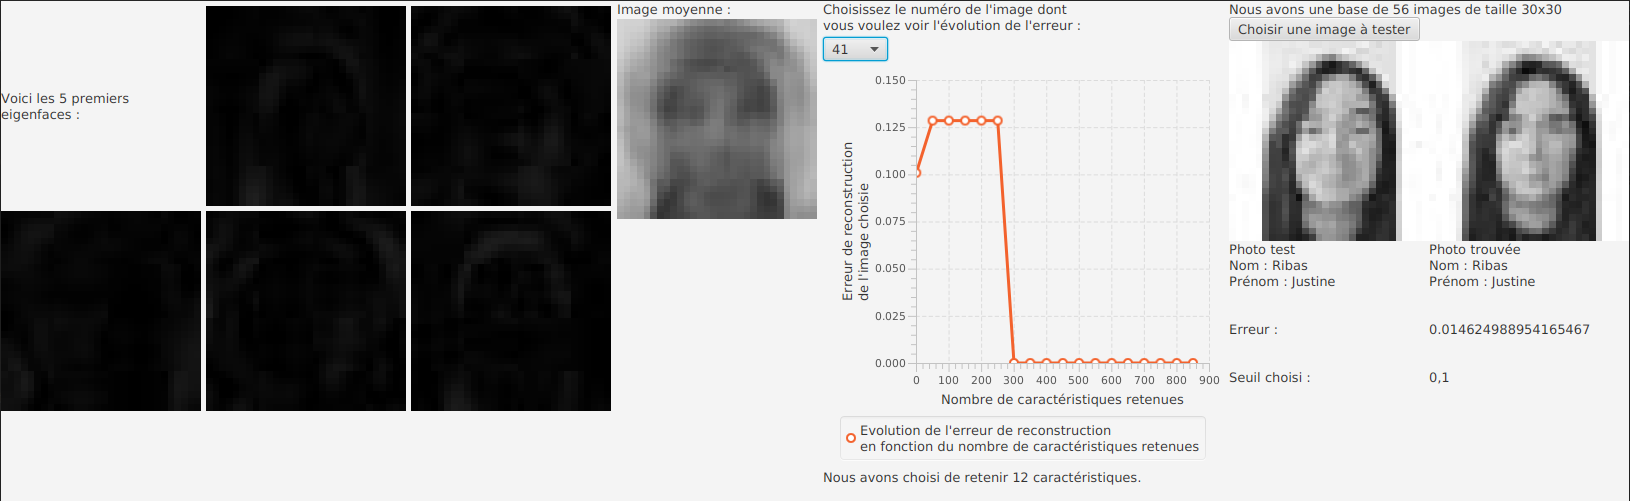 Voici les 5 premiers
eigenfaces :
Image moyenne :
Choisissez le numéro de l'image dont
vous voulez voir l'évolution de l'erreur :
41
0.150
0.125
0.100
0.075
0.050
0.025
0.000
Erreur de reconstruction
de l'image choisie
0 100 200 300 400 500 600 700 800 900
Nombre de caractéristiques retenues
Evolution de l'erreur de reconstruction
en fonction du nombre de caractéristiques retenues
Nous avons choisi de retenir 12 caractéristiques.
Nous avons une base de 56 images de taille 30x30
Choisir une image à tester
Photo test
Nom : Ribas
Prénom : Justine
Photo trouvée
Nom : Ribas
Prénom : Justine
Erreur : 0.014624988954165467
Seuil choisi : 0,1